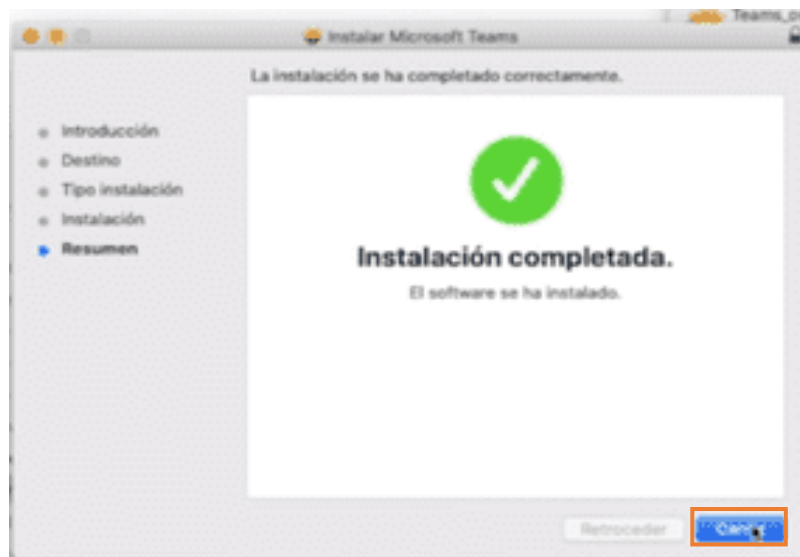 Teams_o
Instalar Microsoft Teams
La instalación se ha completado correctamente.
Introducción
Destino
Tipo instalación
Instalación
Resumen
Instalación completada.
El software se ha instalado.
Retroceder